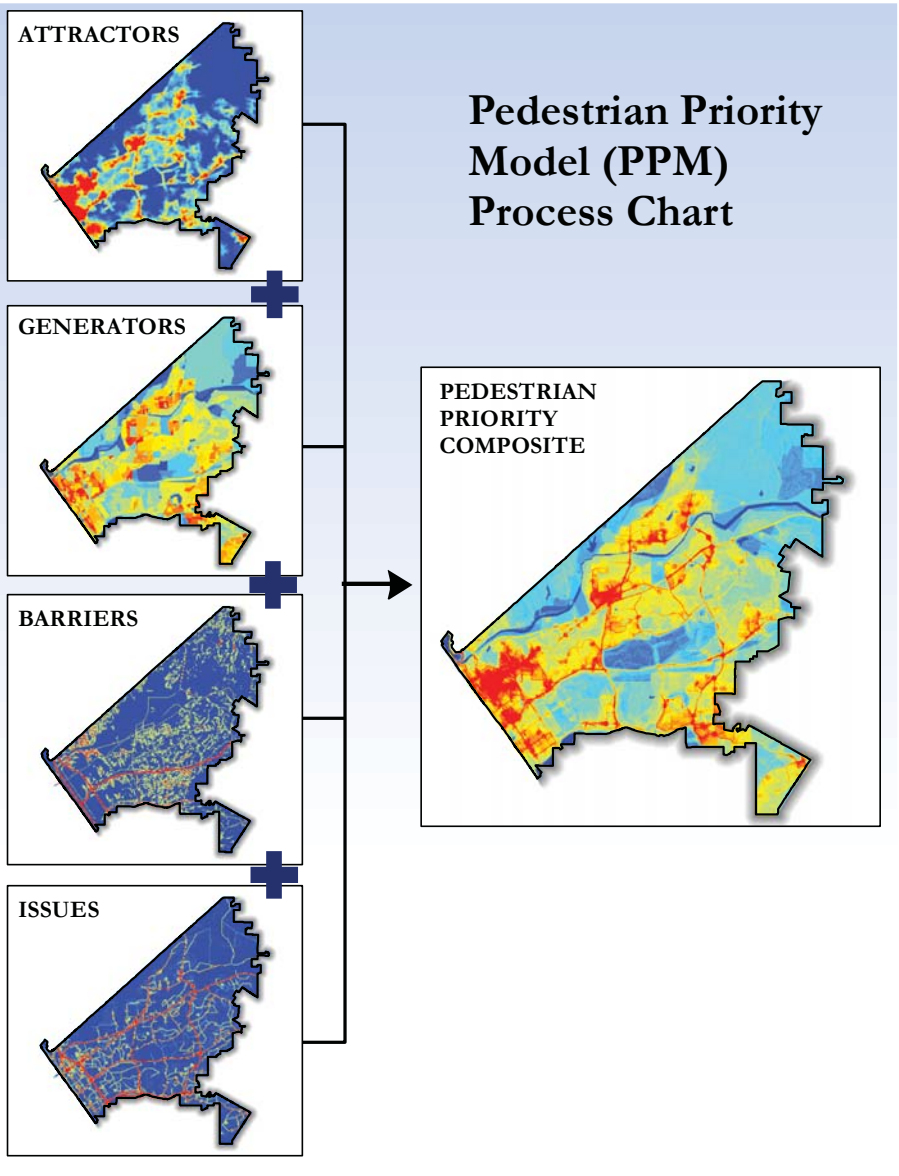 ATTRACTORS
Pedestrian Priority
Model (PPM)
Process Chart
GENERATORS
PEDESTRIAN
PRIORITY
COMPOSITE
BARRIERS
ISSUES